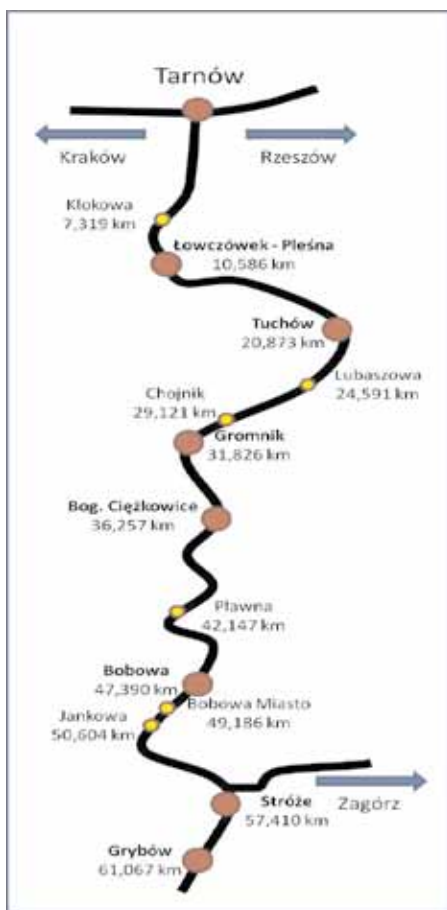 Tarnów
Kraków
Rzeszów
Kłokowa
7,319 km
Łowczówek - Pleśna
10,586 km
Tuchów
20,873 km
Lubaszowa
24,591 km
Chojnik
29,121 km
Gromnik
31,826 km
Bog. Ciężkowice
36,257 km
Pławna
42,147 km
Bobowa
47,390 km
Bobowa Miasto
49,186 km
Jankowa
50,604 km
Stróże
57,410 km
Zagórz
Grybów
61,067 km